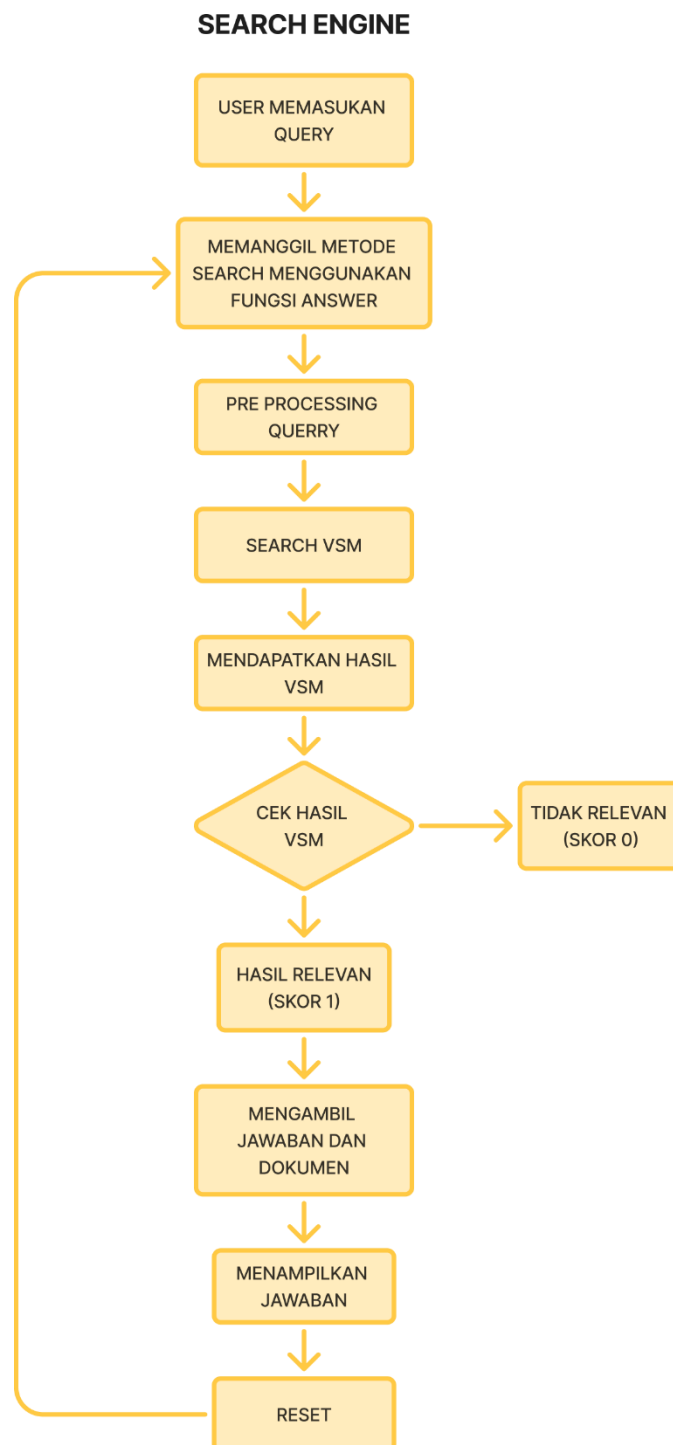 SEARCH ENGINE
USER MEMASUKAN
QUERY
MEMANGGIL METODE
SEARCH MENGGUNAKAN
FUNGSI ANSWER
PRE PROCESSING
QUERRY
SEARCH VSM
MENDAPATKAN HASIL
VSM
CEK HASIL
VSM
TIDAK RELEVAN
(SKOR 0)
HASIL RELEVAN
(SKOR 1)
MENGAMBIL
JAWABAN DAN
DOKUMEN
MENAMPILKAN
JAWABAN
RESET